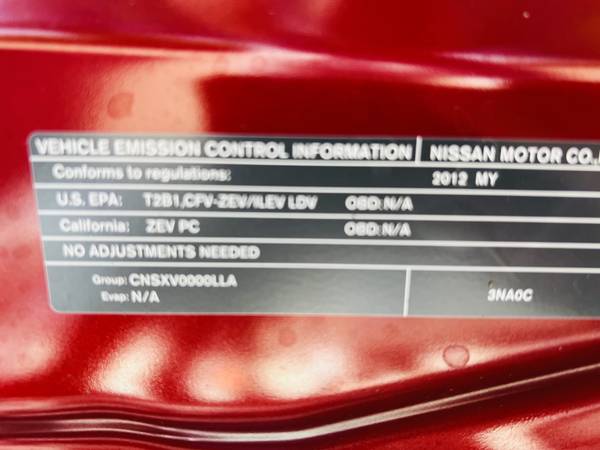 VEHICLE EMISSION CONTROL INFORMATION NISSAN MOTOR CO.,
Conforms to regulations: 2012 MY
U.S. EPA: T2B1,CFV-ZEV/ILEV LDV OBD:N/A
California: ZEV PC OBD:N/A
NO ADJUSTMENTS NEEDED
Group: CNSXV0000LLA
Evap: N/A 3NA0C